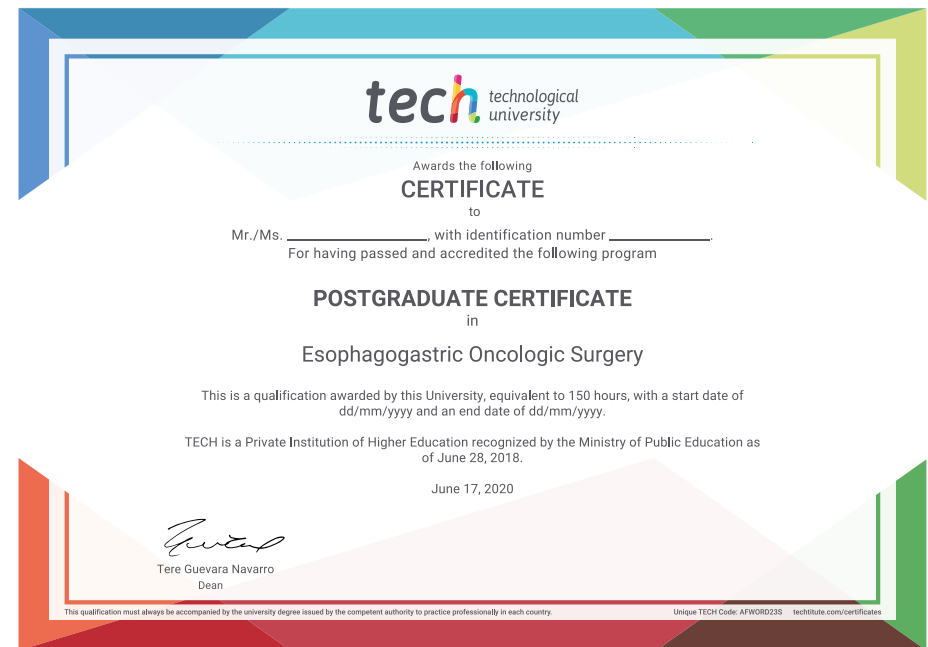 tech technological
university
Awards the following
CERTIFICATE
to
Mr./Ms. ____________________, with identification number ______________.
For having passed and accredited the following program
POSTGRADUATE CERTIFICATE
in
Esophagogastric Oncologic Surgery
This is a qualification awarded by this University, equivalent to 150 hours, with a start date of
dd/mm/yyyy and an end date of dd/mm/yyyy.
TECH is a Private Institution of Higher Education recognized by the Ministry of Public Education as
of June 28, 2018.
June 17, 2020
Tere Guevara Navarro
Dean
This qualification must always be accompanied by the university degree issued by the competent authority to practice professionally in each country.
Unique TECH Code: AFWORD23S techtitute.com/certificates